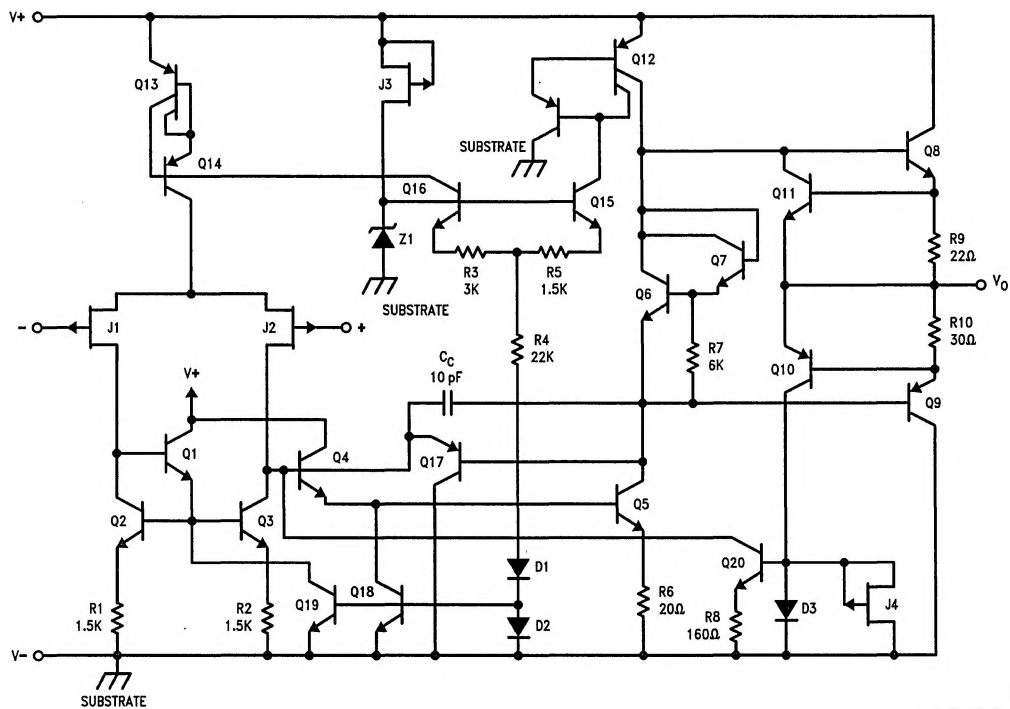 V+
Q12
Q13
J3
Q14
SUBSTRATE
Q8
Q11
Q16
Q15
Z1
R3
3K
R5
1.5K
Q7
R9
22Ω
SUBSTRATE
Q6
VO
-
J1
J2
+
R4
22K
R7
6K
R10
30Ω
Q10
CC
10 pF
V+
Q9
Q1
Q4
Q17
Q2
Q3
Q5
Q20
D1
R6
20Ω
D3
J4
R1
1.5K
R2
1.5K
Q19
Q18
D2
R8
160Ω
V-
SUBSTRATE